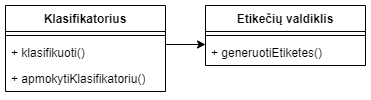 Klasifikatorius
+ klasifikuoti()
+ apmokytiKlasifikatoriu()
Etikečių valdiklis
+ generuotiEtiketes()